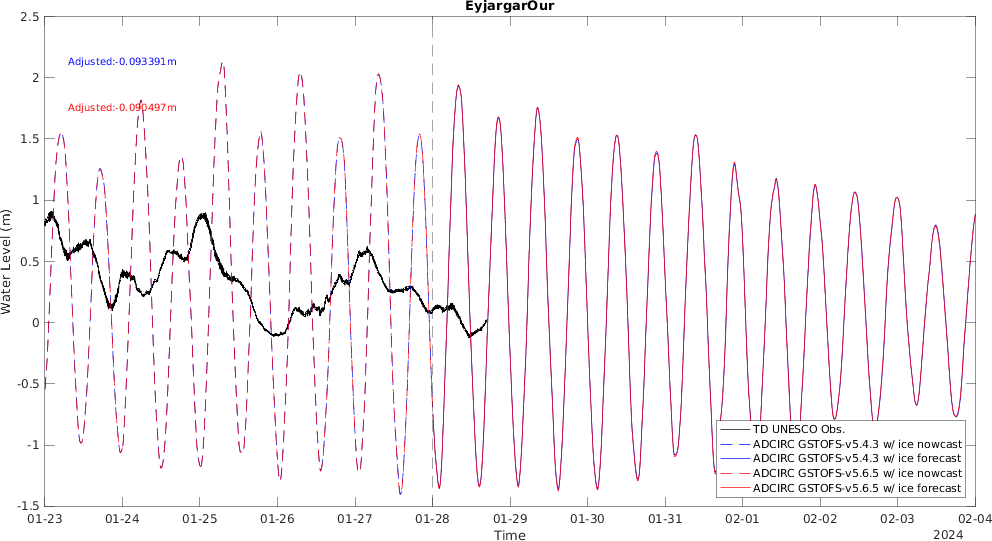 EyjargarOur
2.5
2
1.5
1
0.5
0
-0.5
-1
-1.5
Water Level (m)
Adjusted:-0.093391m
Adjusted:-0.090497m
TD UNESCO Obs.
ADCIRC GSTOFS-v5.4.3 w/ ice nowcast
ADCIRC GSTOFS-v5.4.3 w/ ice forecast
ADCIRC GSTOFS-v5.6.5 w/ ice nowcast
ADCIRC GSTOFS-v5.6.5 w/ ice forecast
01-23 01-24 01-25 01-26 01-27 01-28 01-29 01-30 01-31 02-01 02-02 02-03 02-04
Time
2024